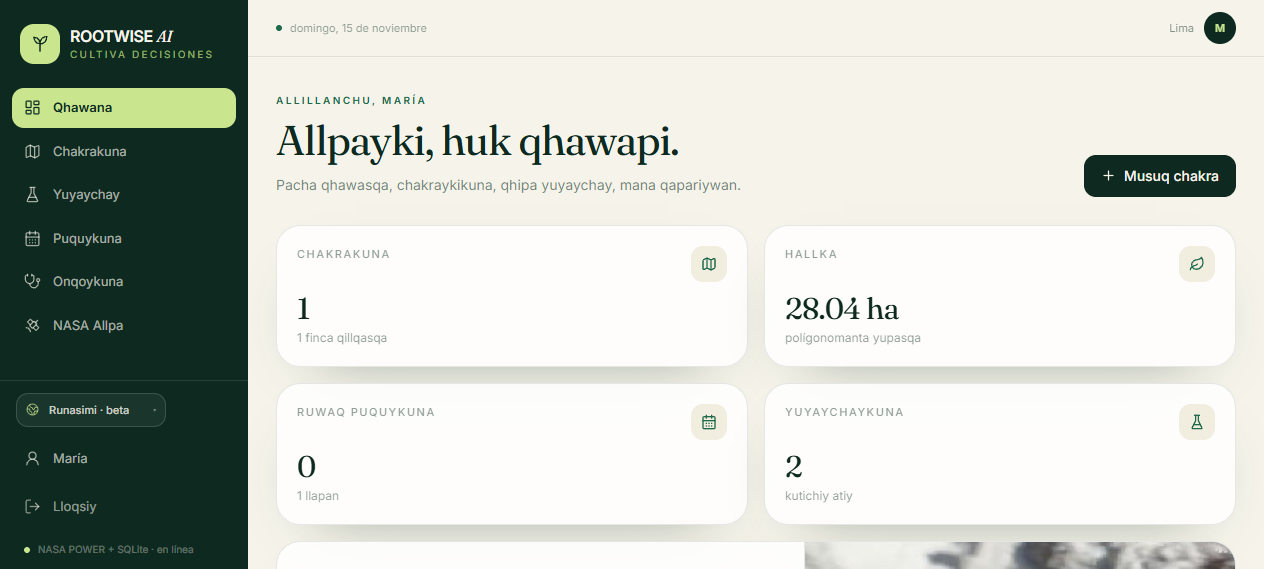 ROOTWISE AI
CULTIVA DECISIONES
Qhawana
Chakrakuna
Yuyaychay
Puquykuna
Onqoykuna
NASA Allpa
Runasimi · beta
María
Lloqsiy
NASA POWER + SQLite · en línea
domingo, 15 de noviembre
Lima
M
ALLILLANCHU, MARÍA
Allpayki, huk qhawapi.
Pacha qhawasqa, chakraykikuna, qhipa yuyaychay, mana qapariywan.
+ Musuq chakra
CHAKRAKUNA
1
1 finca qillqasqa
HALLKA
28.04 ha
poligonomanta yupasqa
RUWAQ PUQUYKUNA
0
1 llapan
YUYAYCHAYKUNA
2
kutichiy atiy